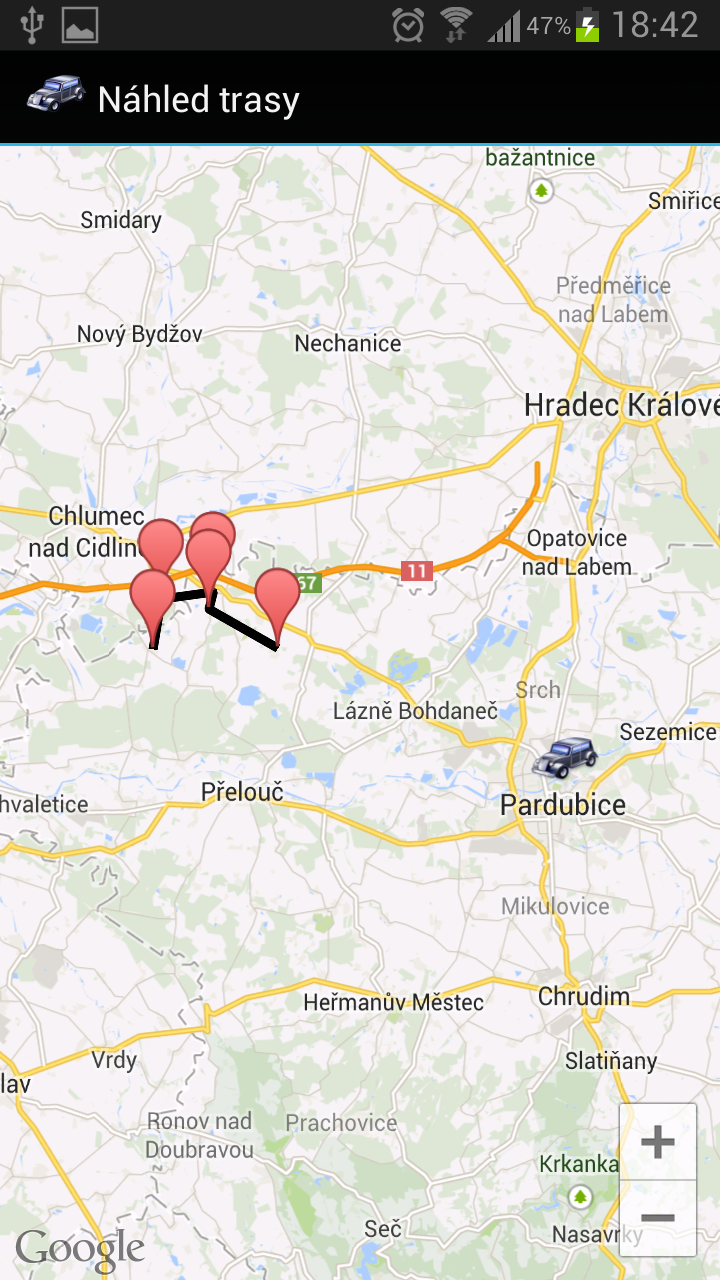 47% 18:42
Náhled trasy
bažantnice
Smiřice
Smidary
Předměřice
nad Labem
Nový Bydžov
Nechanice
Hradec Králové
Chlumec
nad Cidlin
Opatovice
nad Labem
67
11
Srch
Lázně Bohdaneč
Sezemice
Přelouč
hvaletice
Pardubice
Mikulovice
Heřmanův Městec
Chrudim
Vrdy
Slatiňany
lav
Ronov nad
Doubravou
Prachovice
+
Krkanka
Seč
Nasavrky
−
Google